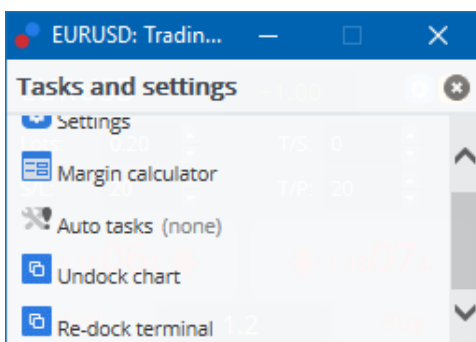 EURUSD: Tradin...
Tasks and settings
Settings
Margin calculator
Auto tasks (none)
Undock chart
Re-dock terminal